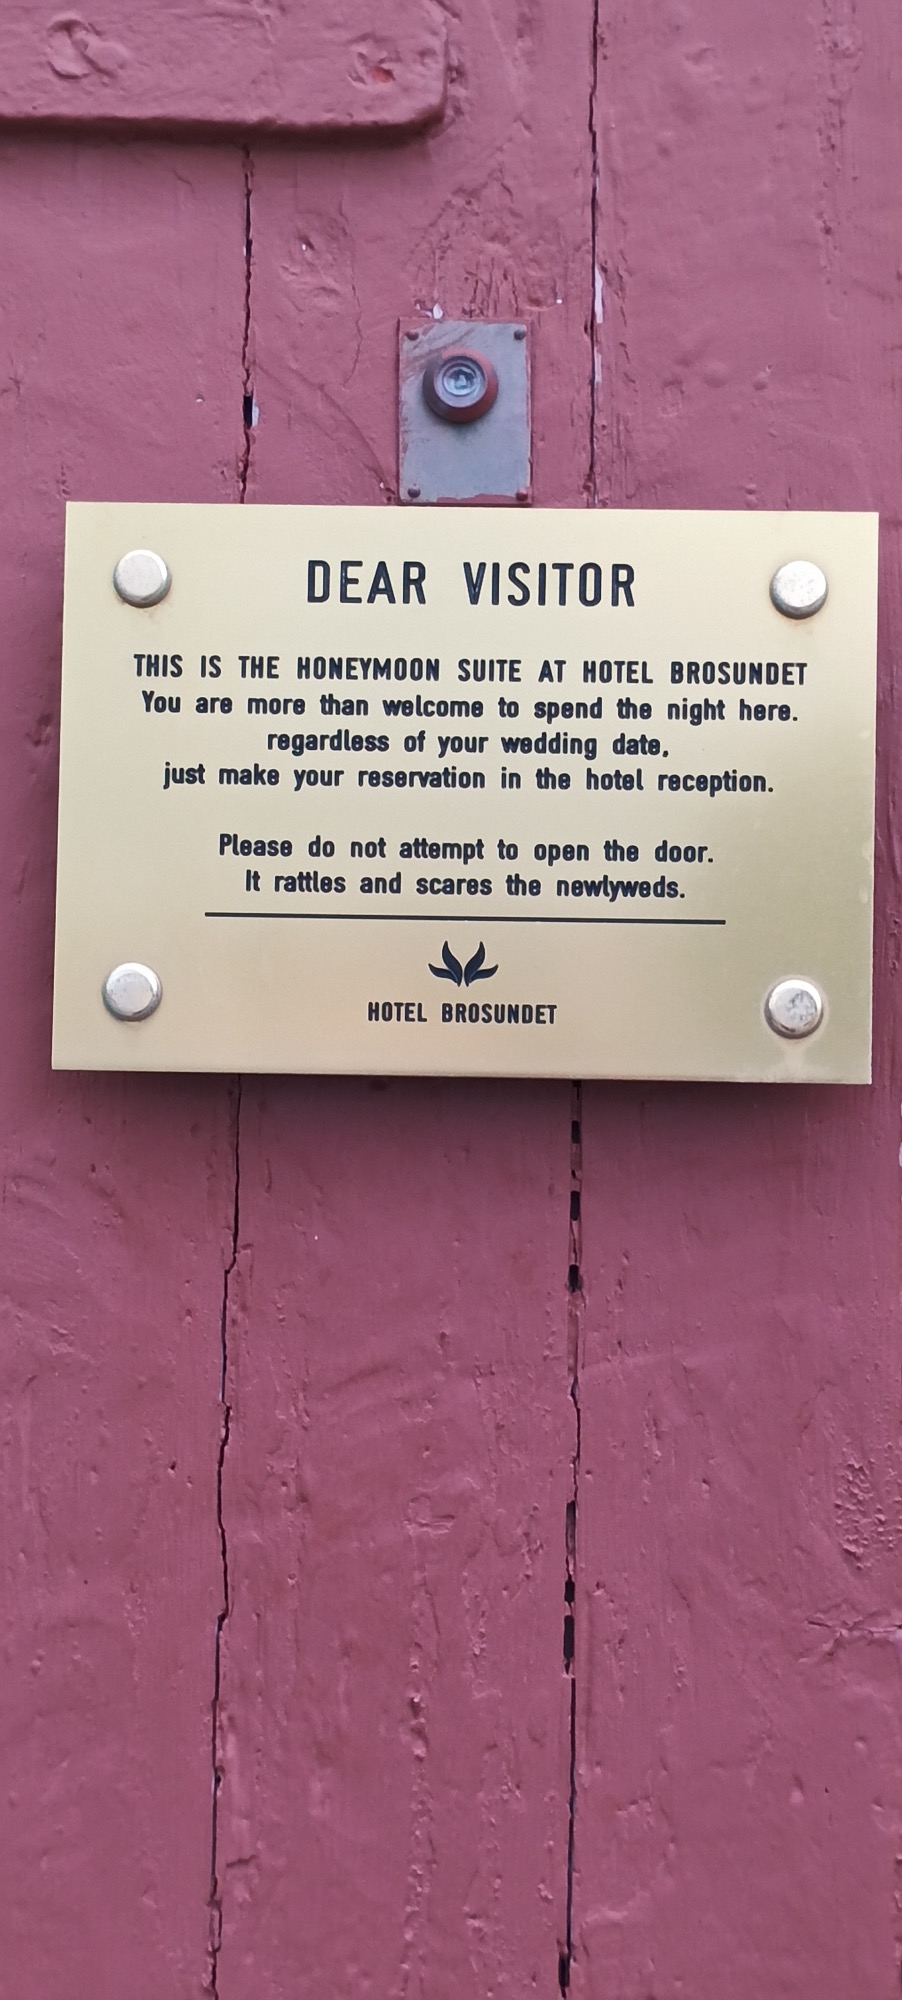 DEAR VISITOR
THIS IS THE HONEYMOON SUITE AT HOTEL BROSUNDET
You are more than welcome to spend the night here.
regardless of your wedding date,
just make your reservation in the hotel reception.
Please do not attempt to open the door.
It rattles and scares the newlyweds.
HOTEL BROSUNDET